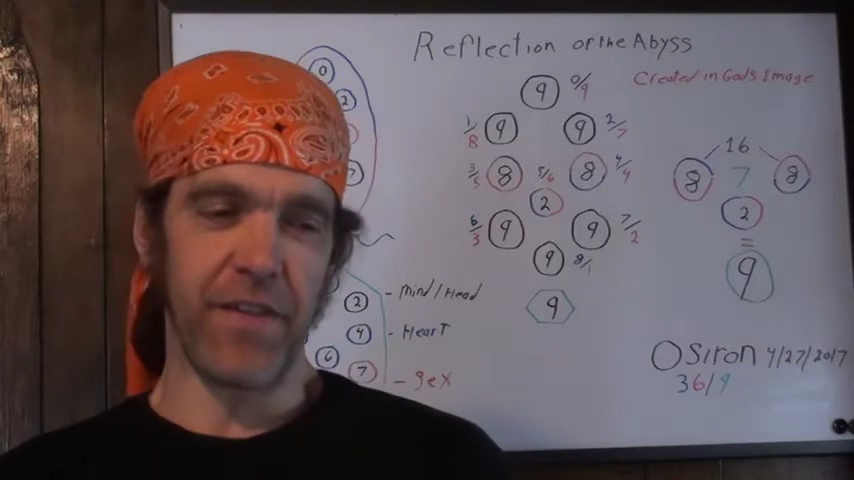 Reflection of the Abyss
Created in Gods Image
9 0/9
1/8 9 9 2/7
3/5 8 5/6 8 4/4
2
6/3 9 9 7/2
9 8/1
9
16
8 7 8
2
=
9
0
2
7
2 - Mind/Head
4 - Heart
6
7 - Sex
Osiron 4/27/2017
36/9